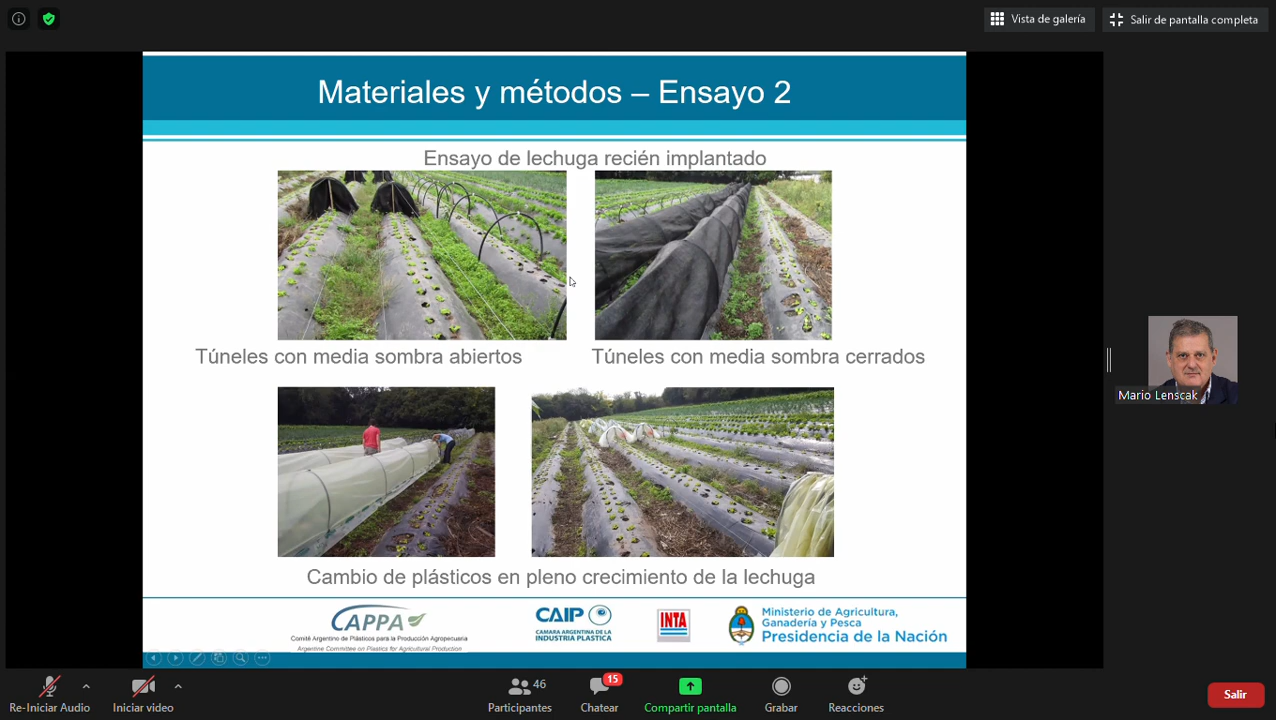 Vista de galería
Salir de pantalla completa
Materiales y métodos – Ensayo 2
Ensayo de lechuga recién implantado
Túneles con media sombra abiertos
Túneles con media sombra cerrados
Cambio de plásticos en pleno crecimiento de la lechuga
Mario Lenscak
CAPPA
Comité Argentino de Plásticos para la Producción Agropecuaria
Argentine Committee on Plastics for Agricultural Production
CAIP
CAMARA ARGENTINA DE LA
INDUSTRIA PLASTICA
INTA
Ministerio de Agricultura,
Ganadería y Pesca
Presidencia de la Nación
Re-Iniciar Audio
Iniciar video
46
Participantes
15
Chatear
Compartir pantalla
Grabar
Reacciones
Salir